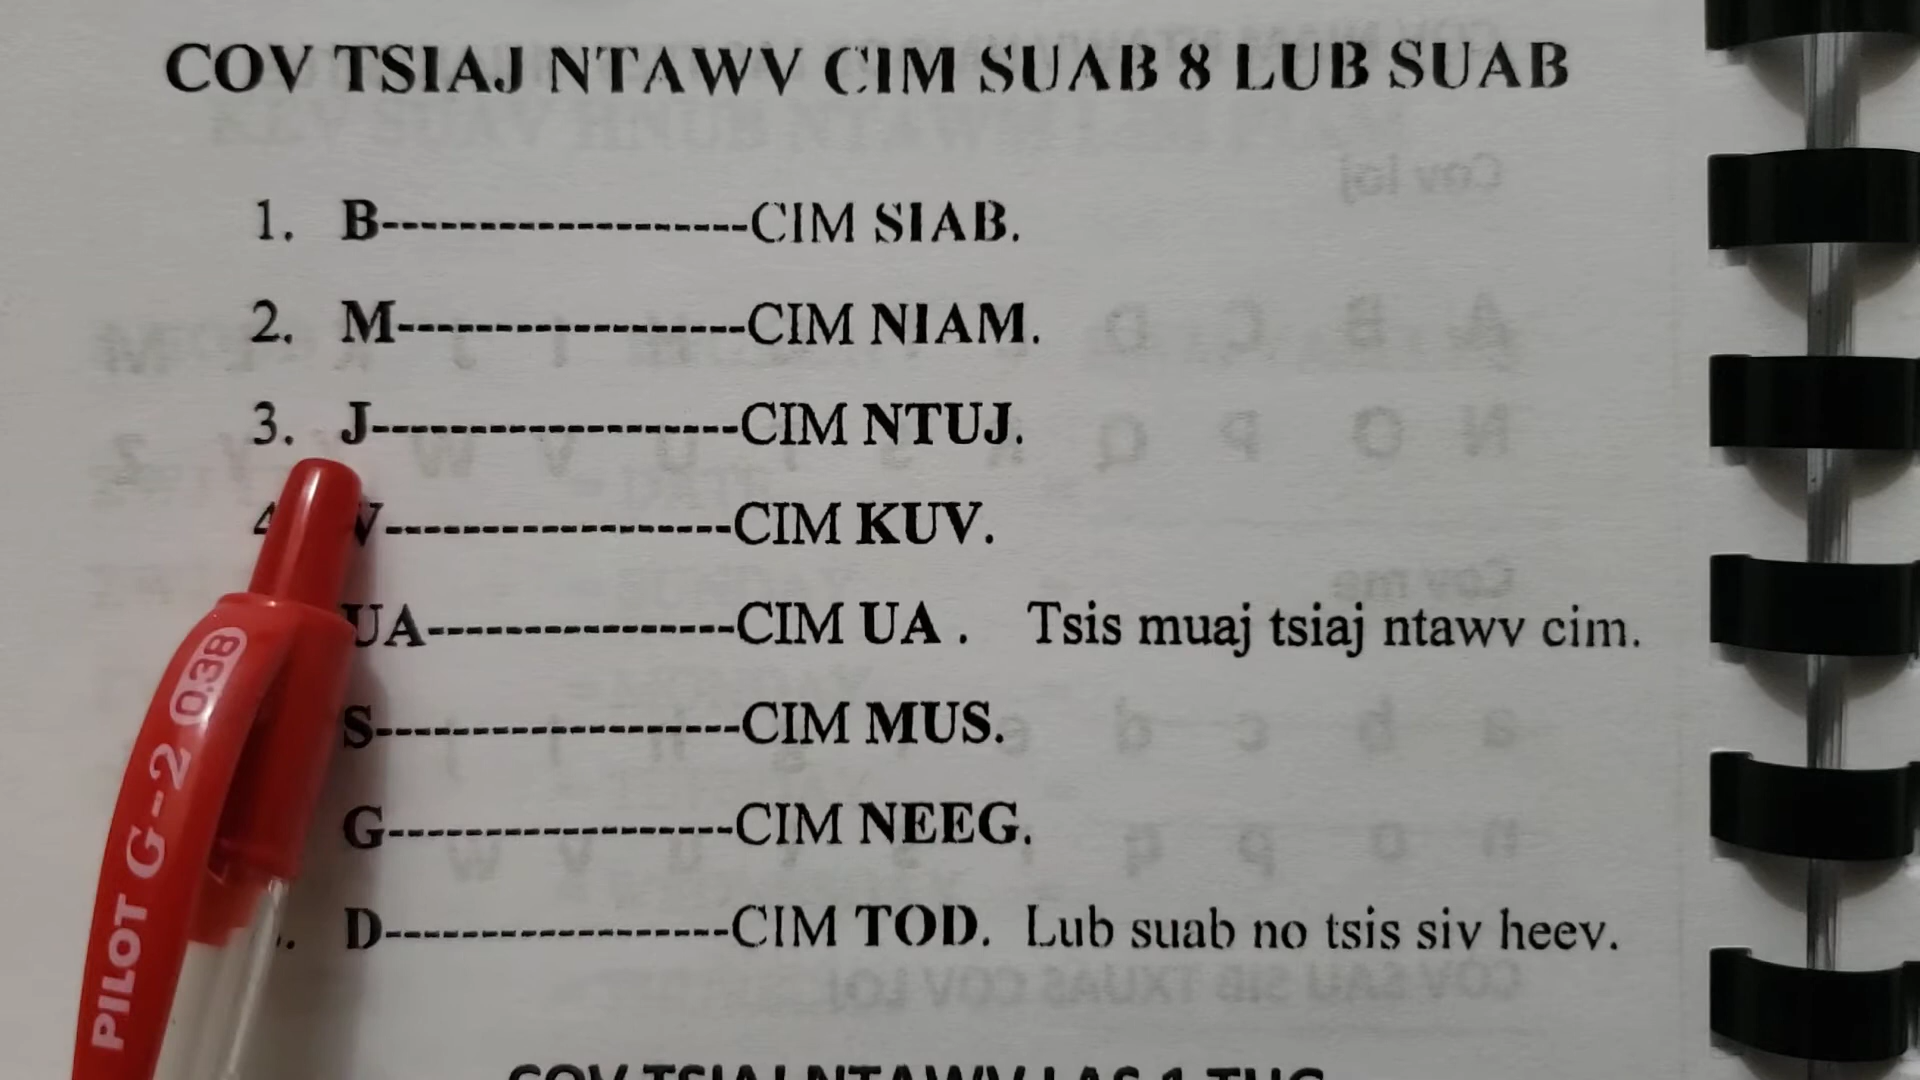 COV TSIAJ NTAWV CIM SUAB 8 LUB SUAB
1. B------------------CIM SIAB.
2. M-----------------CIM NIAM.
3. J------------------CIM NTUJ.
4. V-----------------CIM KUV.
UA---------------CIM UA . Tsis muaj tsiaj ntawv cim.
S------------------CIM MUS.
G-----------------CIM NEEG.
. D-----------------CIM TOD. Lub suab no tsis siv heev.
PILOT G-2 0.38